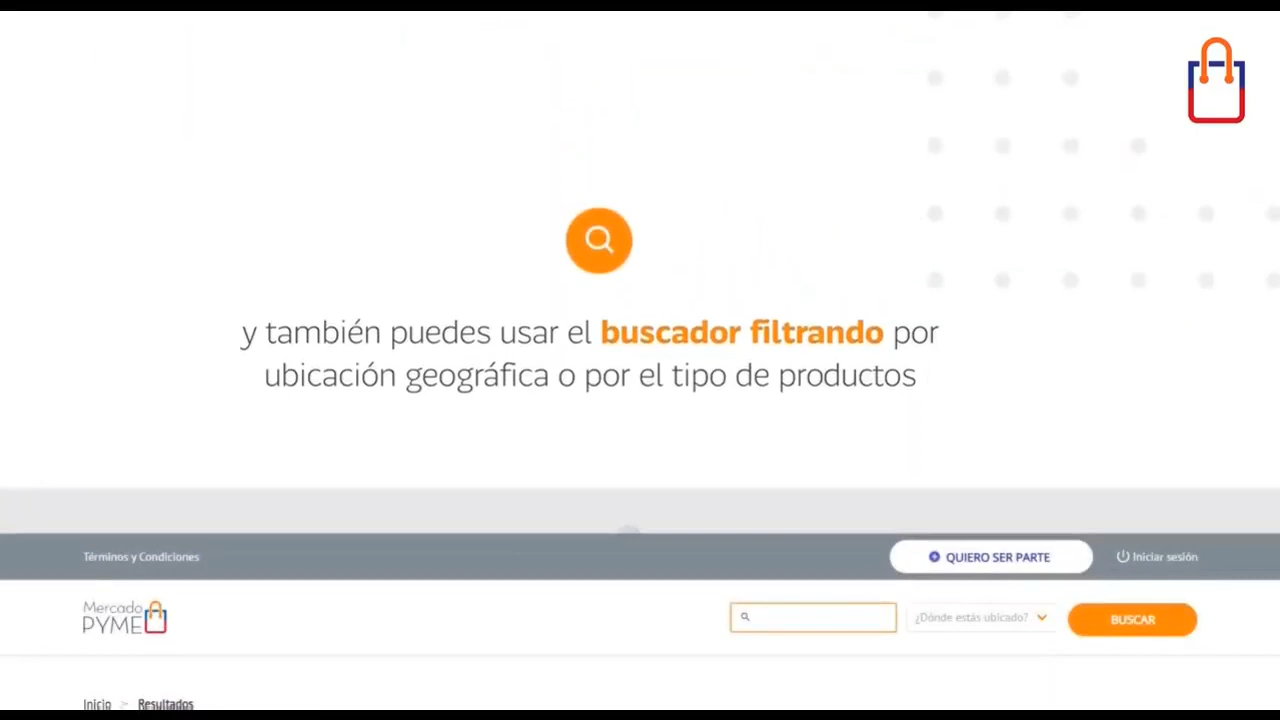 y también puedes usar el buscador filtrando por
ubicación geográfica o por el tipo de productos
Términos y Condiciones
QUIERO SER PARTE
Iniciar sesión
Mercado
PYME
¿Dónde estás ubicado?
BUSCAR
Inicio > Resultados